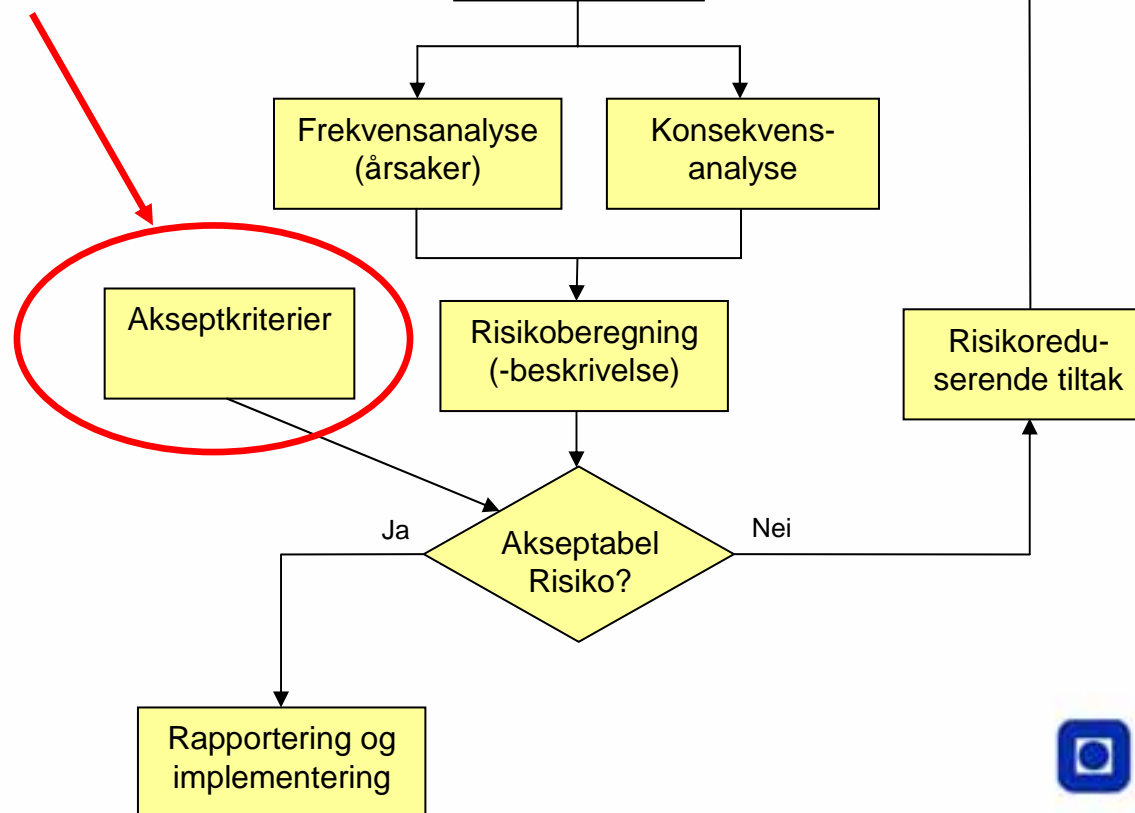 Frekvensanalyse
(årsaker)
Konsekvens-
analyse
Akseptkriterier
Risikoberegning
(-beskrivelse)
Risikoredu-
serende tiltak
Ja
Akseptabel
Risiko?
Nei
Rapportering og
implementering